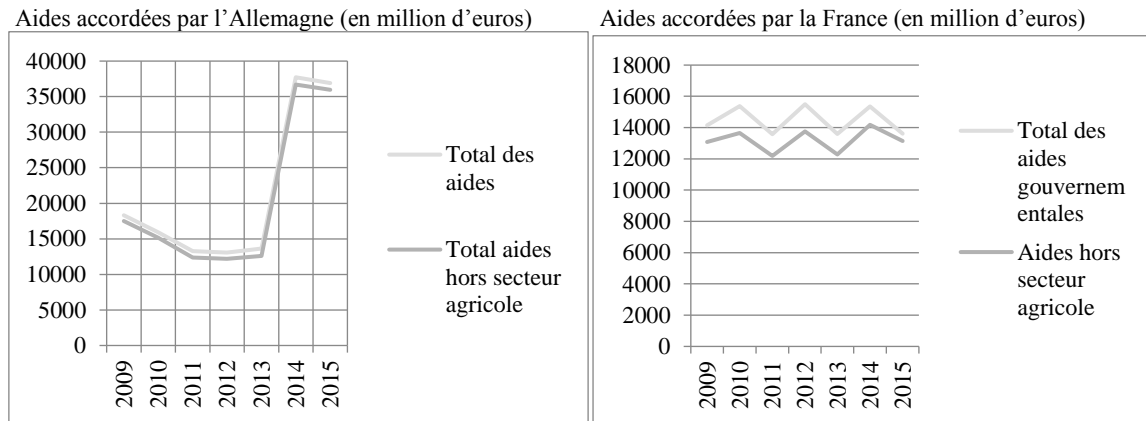 Aides accordées par l’Allemagne (en million d’euros)
40000
35000
30000
25000
20000
15000
10000
5000
0
2009
2010
2011
2012
2013
2014
2015
Total des
aides
Total aides
hors secteur
agricole
Aides accordées par la France (en million d’euros)
18000
16000
14000
12000
10000
8000
6000
4000
2000
0
2009
2010
2011
2012
2013
2014
2015
Total des
aides
gouvernem
entales
Aides hors
secteur
agricole